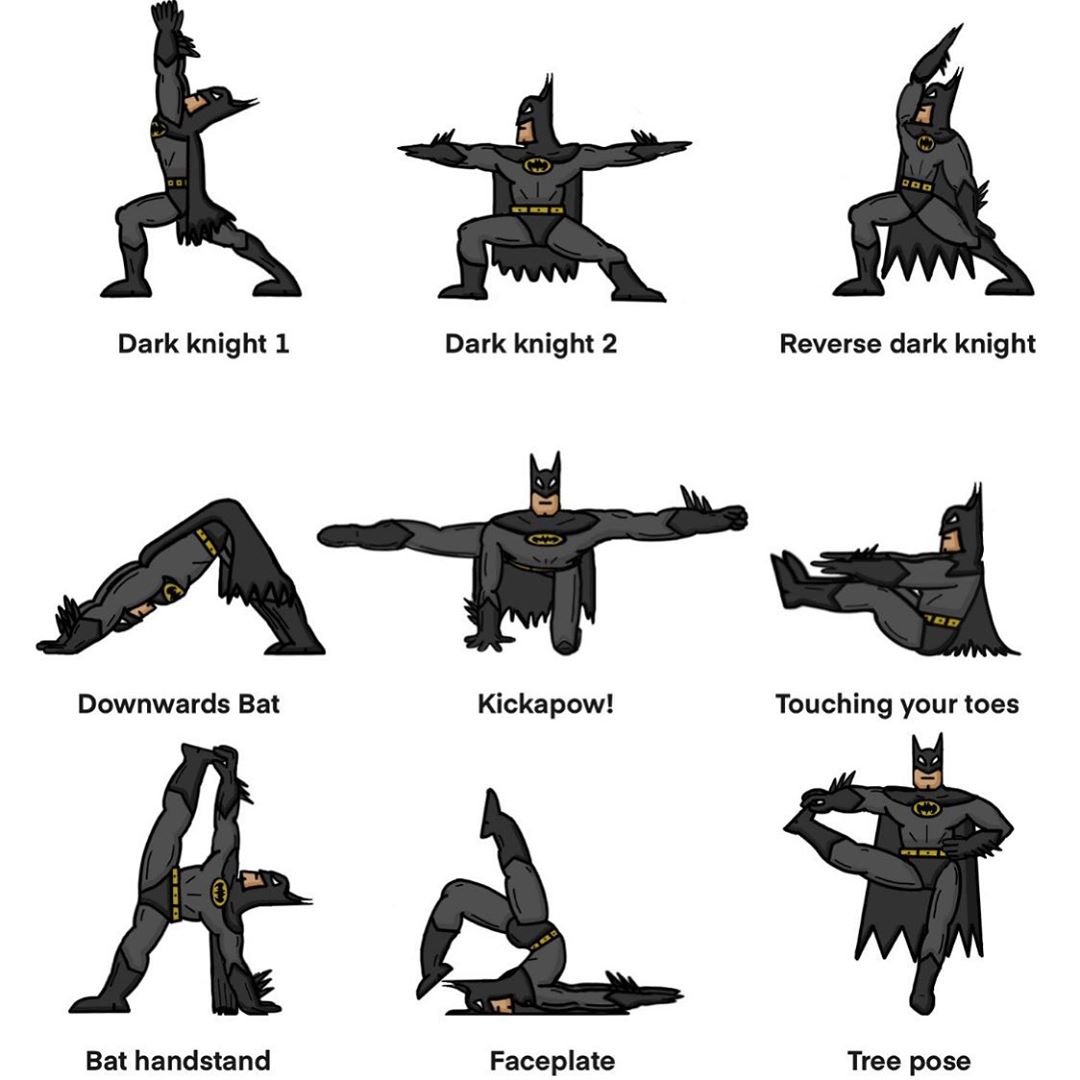 Dark knight 1
Dark knight 2
Reverse dark knight
Downwards Bat
Kickapow!
Touching your toes
Bat handstand
Faceplate
Tree pose